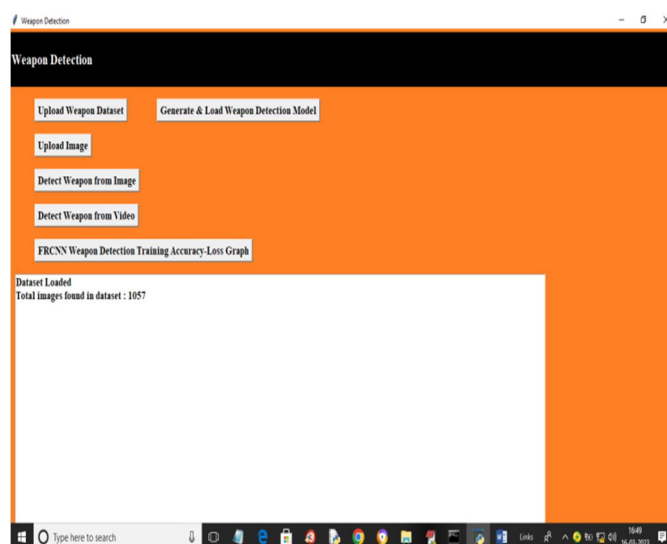 Weapon Detection
Weapon Detection
Upload Weapon Dataset Generate & Load Weapon Detection Model
Upload Image
Detect Weapon from Image
Detect Weapon from Video
FRCNN Weapon Detection Training Accuracy-Loss Graph
Dataset Loaded
Total images found in dataset : 1057
Type here to search
Links
16:49